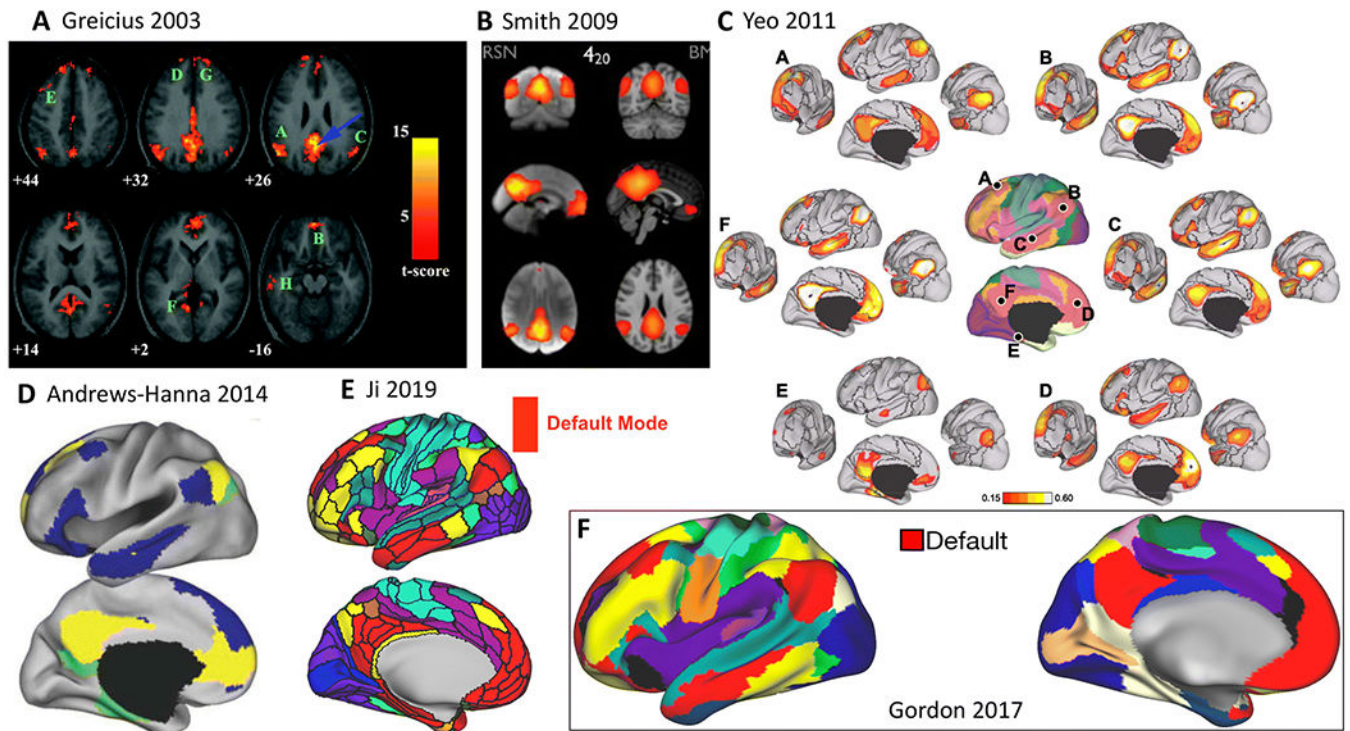 A Greicius 2003
D G
E
A
C
+44
+32
+26
15
5
t-score
B
H
F
+14
+2
-16
B Smith 2009
RSN
4₂₀
BM
C Yeo 2011
A
B
A
B
C
F
C
F
D
E
E
D
0.15
0.60
D Andrews-Hanna 2014
E Ji 2019
Default Mode
F
Default
Gordon 2017